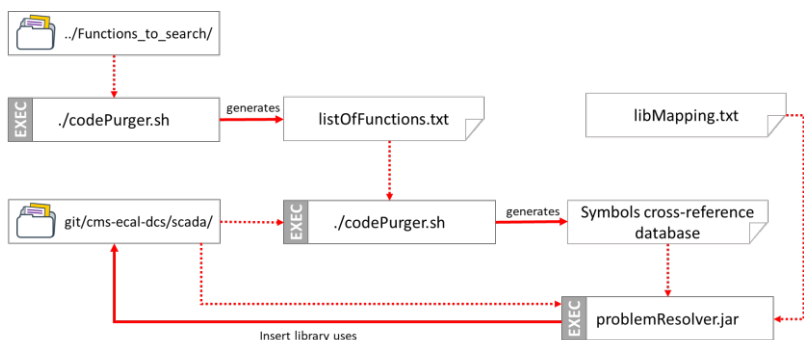 ../Functions_to_search/
EXEC
./codePurger.sh
generates
listOfFunctions.txt
libMapping.txt
git/cms-ecal-dcs/scada/
EXEC
./codePurger.sh
generates
Symbols cross-reference
database
EXEC
problemResolver.jar
Insert library uses